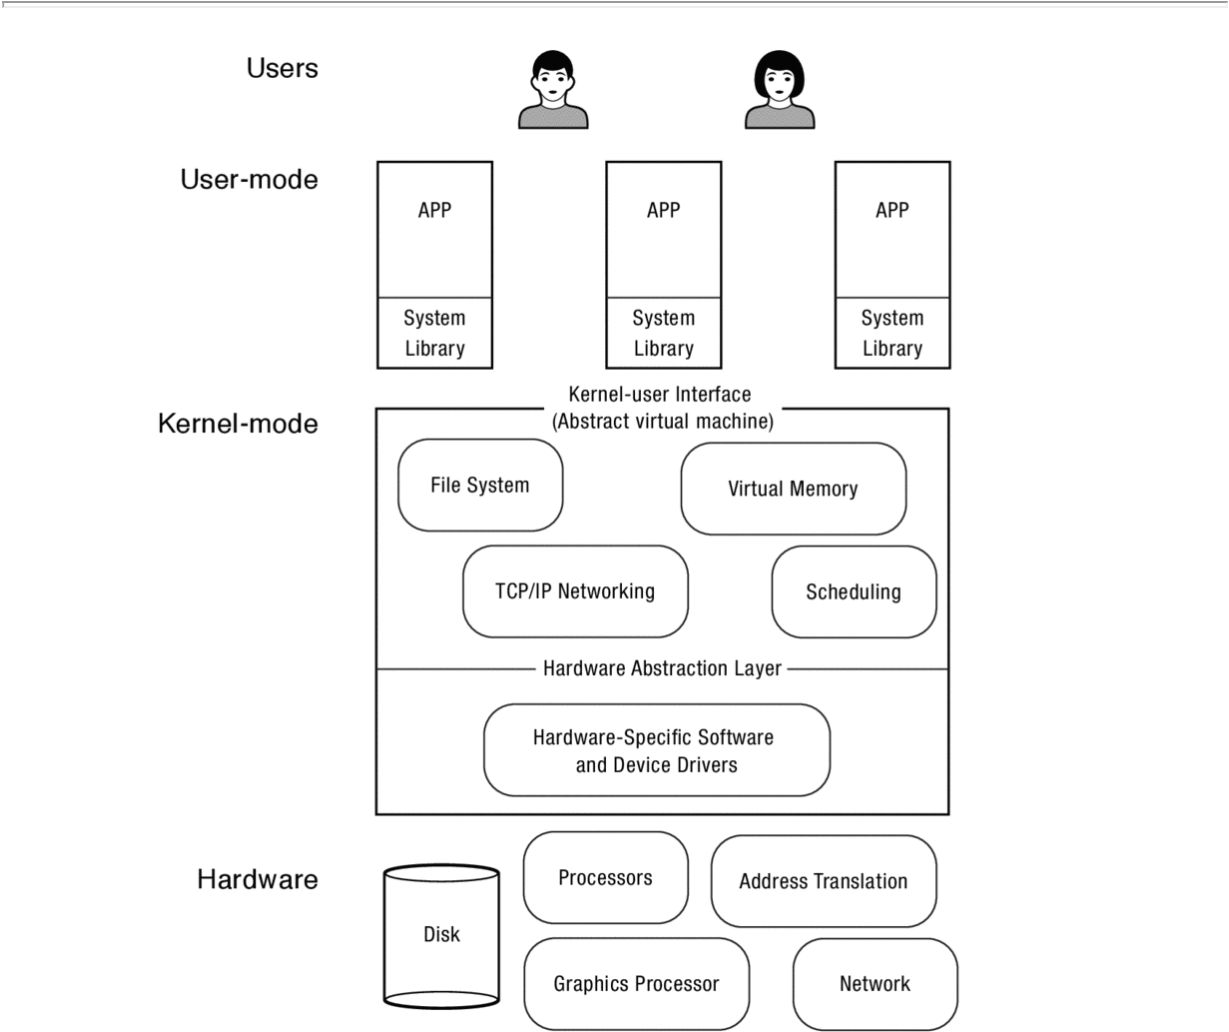 Users
User-mode
APP
APP
APP
System
Library
System
Library
System
Library
Kernel-mode
Kernel-user Interface
(Abstract virtual machine)
File System
Virtual Memory
TCP/IP Networking
Scheduling
Hardware Abstraction Layer
Hardware-Specific Software
and Device Drivers
Hardware
Disk
Processors
Address Translation
Graphics Processor
Network